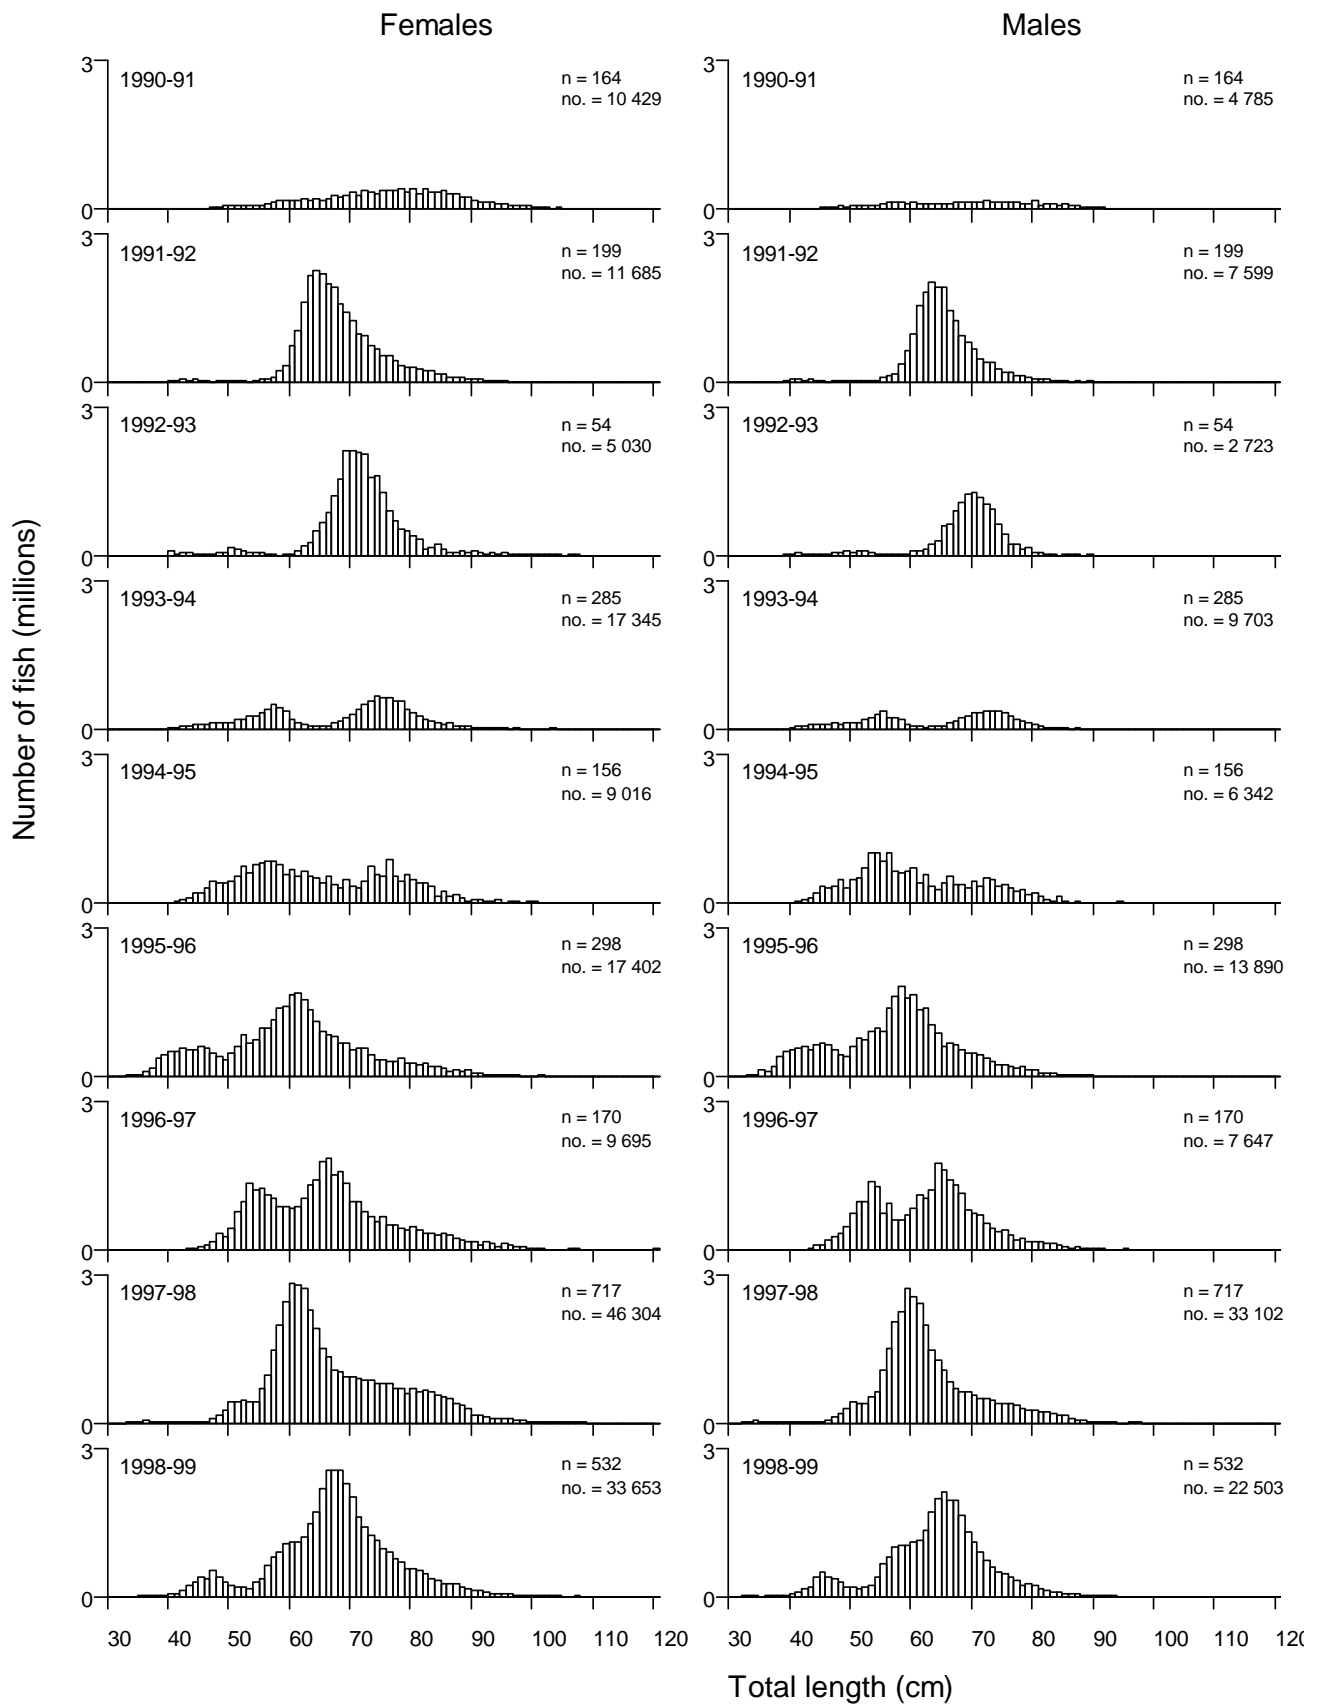 Females Males
3 1990-91 n = 164 3 1990-91 n = 164
no. = 10 429 no. = 4 785
0 0
3 1991-92 n = 199 3 1991-92 n = 199
no. = 11 685 no. = 7 599
0 0
3 1992-93 n = 54 3 1992-93 n = 54
no. = 5 030 no. = 2 723
0 0
3 1993-94 n = 285 3 1993-94 n = 285
no. = 17 345 no. = 9 703
0 0
Number of fish (millions)
3 1994-95 n = 156 3 1994-95 n = 156
no. = 9 016 no. = 6 342
0 0
3 1995-96 n = 298 3 1995-96 n = 298
no. = 17 402 no. = 13 890
0 0
3 1996-97 n = 170 3 1996-97 n = 170
no. = 9 695 no. = 7 647
0 0
3 1997-98 n = 717 3 1997-98 n = 717
no. = 46 304 no. = 33 102
0 0
3 1998-99 n = 532 3 1998-99 n = 532
no. = 33 653 no. = 22 503
0 0
30 40 50 60 70 80 90 100 110 120 30 40 50 60 70 80 90 100 110 120
Total length (cm)